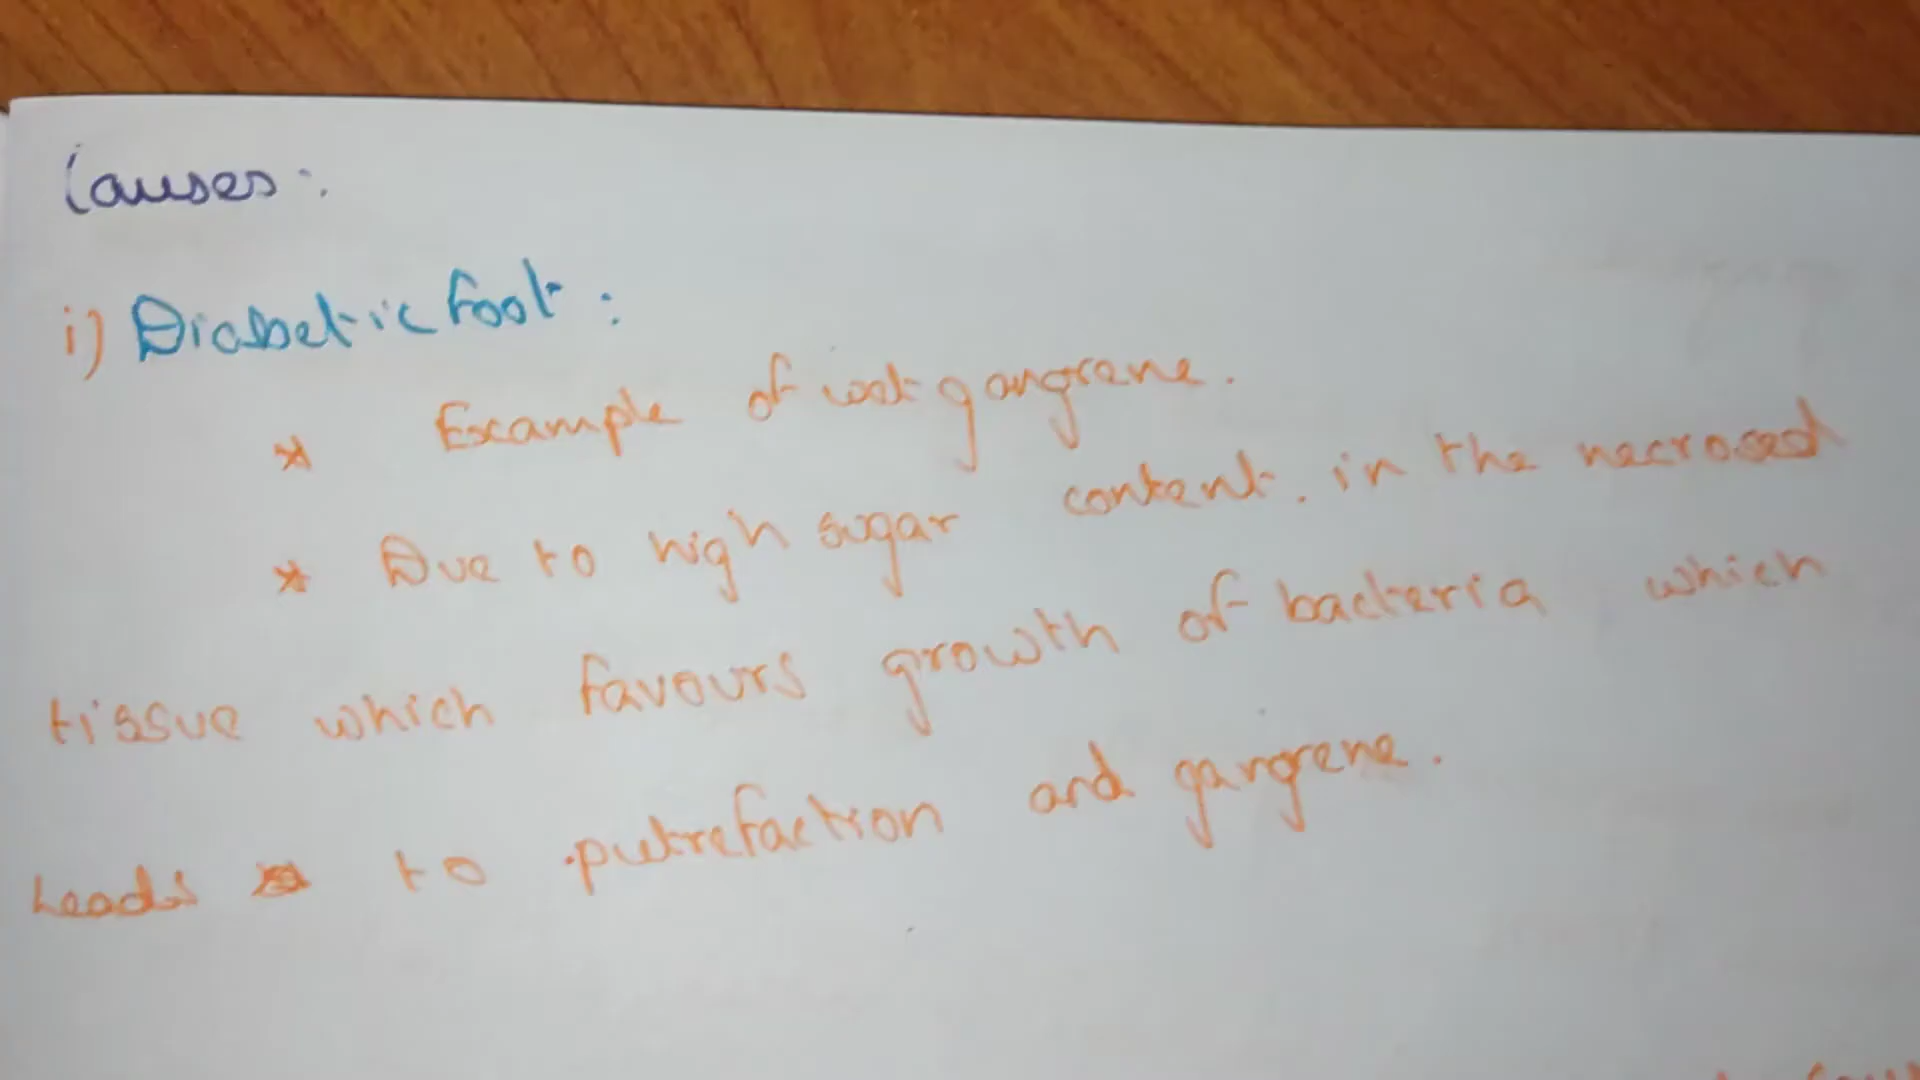 Causes:
i) Diabetic foot :
* Example of wet gangrene.
* Due to high sugar content. in the necrosed
tissue which favours growth of bacteria which
leads to putrefaction and gangrene.